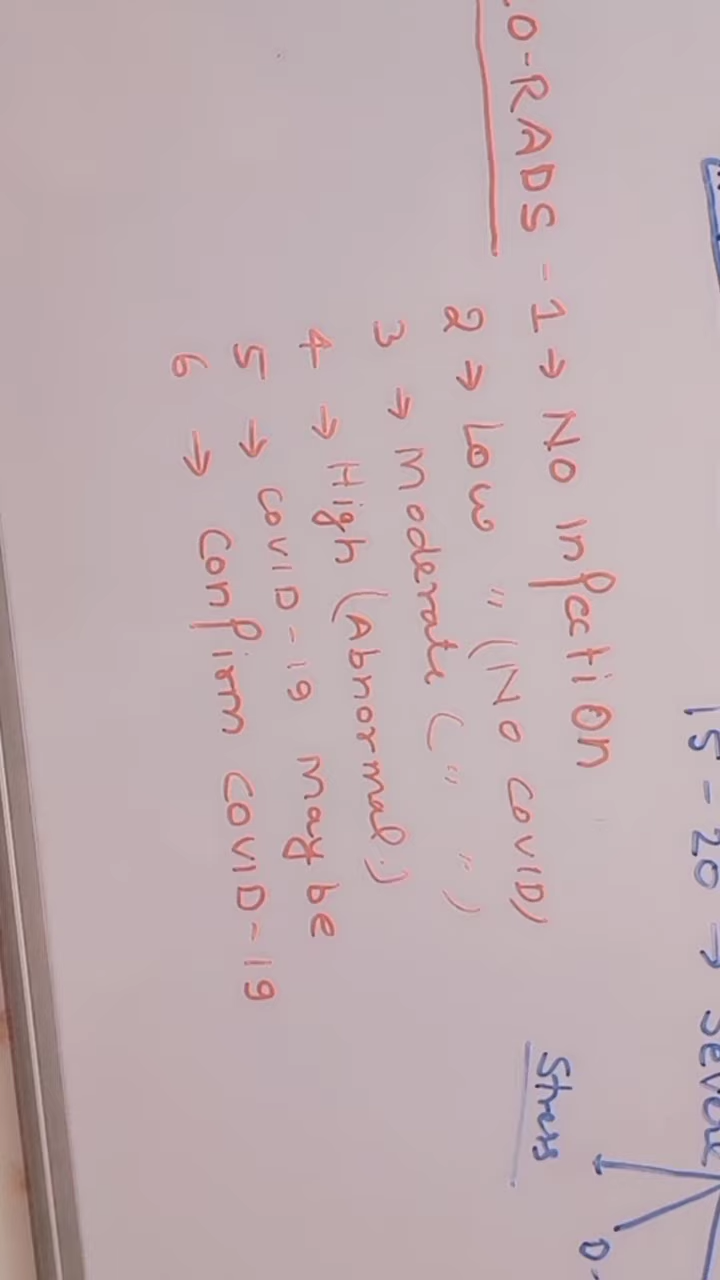 15-20 → Severe
O-RADS - 1 → No Infection
2 → Low " (No COVID)
3 → Moderate ( " " )
4 → High (Abnormal)
5 → COVID-19 may be
6 → Confirm COVID-19
Stress
D-